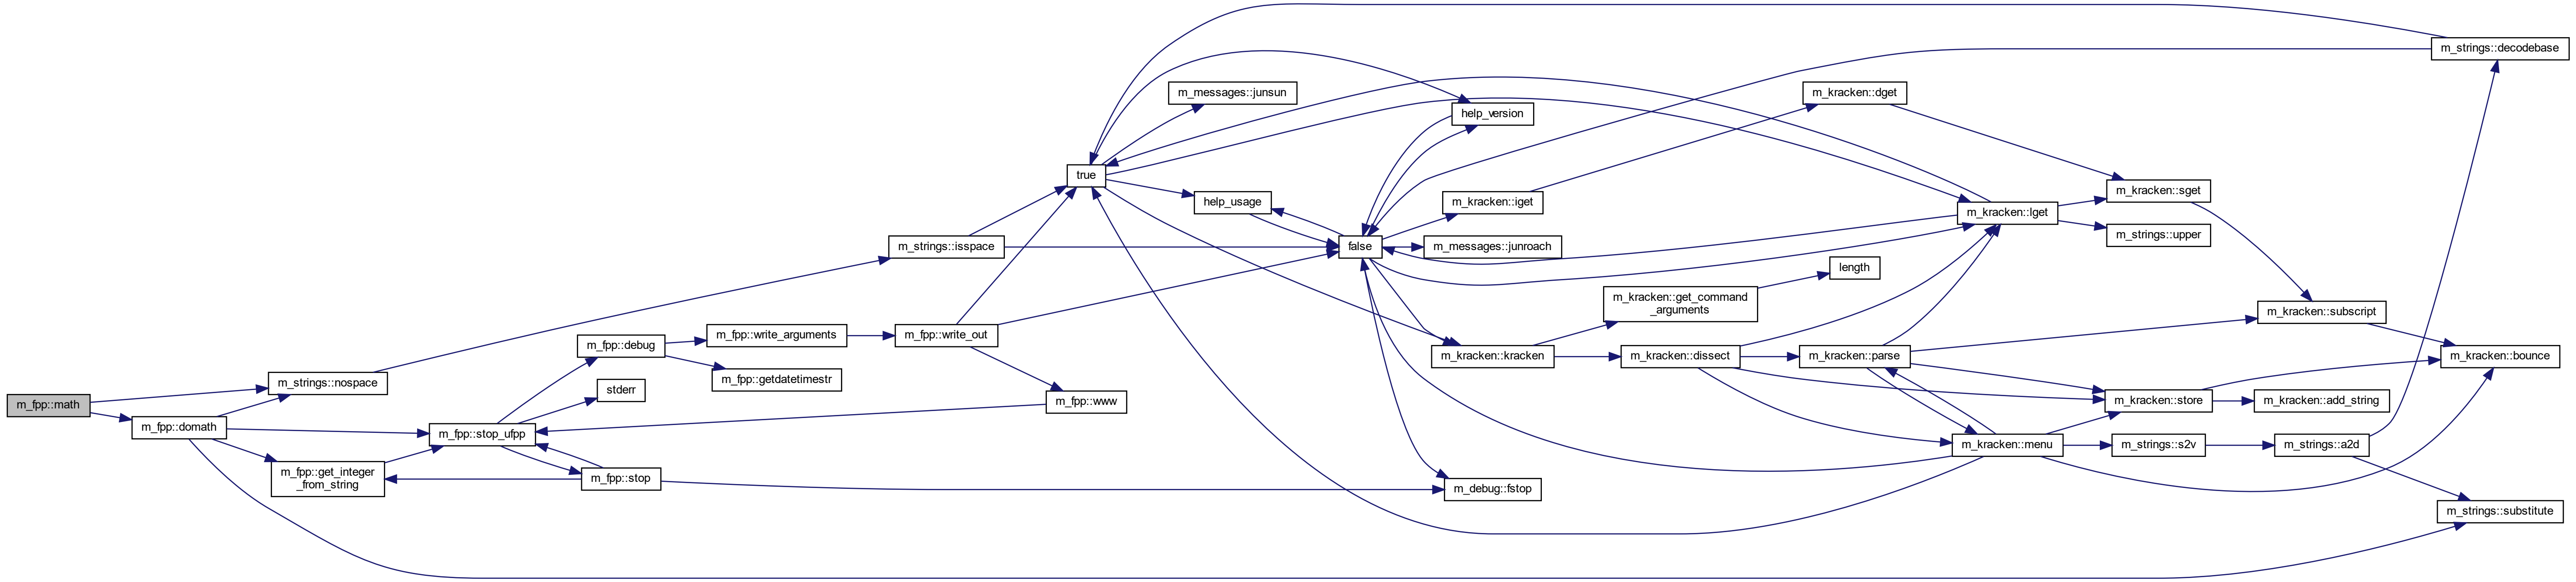 m_fpp::math
m_strings::nospace
m_fpp::domath
m_fpp::get_integer
_from_string
m_fpp::stop_ufpp
m_fpp::debug
stderr
m_fpp::stop
m_fpp::write_arguments
m_fpp::getdatetimestr
m_strings::isspace
m_fpp::write_out
m_fpp::www
true
m_messages::junsun
help_usage
false
help_version
m_kracken::iget
m_messages::junroach
m_kracken::kracken
m_debug::fstop
m_kracken::get_command
_arguments
m_kracken::dissect
m_kracken::dget
length
m_kracken::parse
m_kracken::lget
m_kracken::menu
m_kracken::sget
m_strings::upper
m_kracken::store
m_strings::s2v
m_kracken::subscript
m_kracken::add_string
m_strings::a2d
m_strings::decodebase
m_kracken::bounce
m_strings::substitute